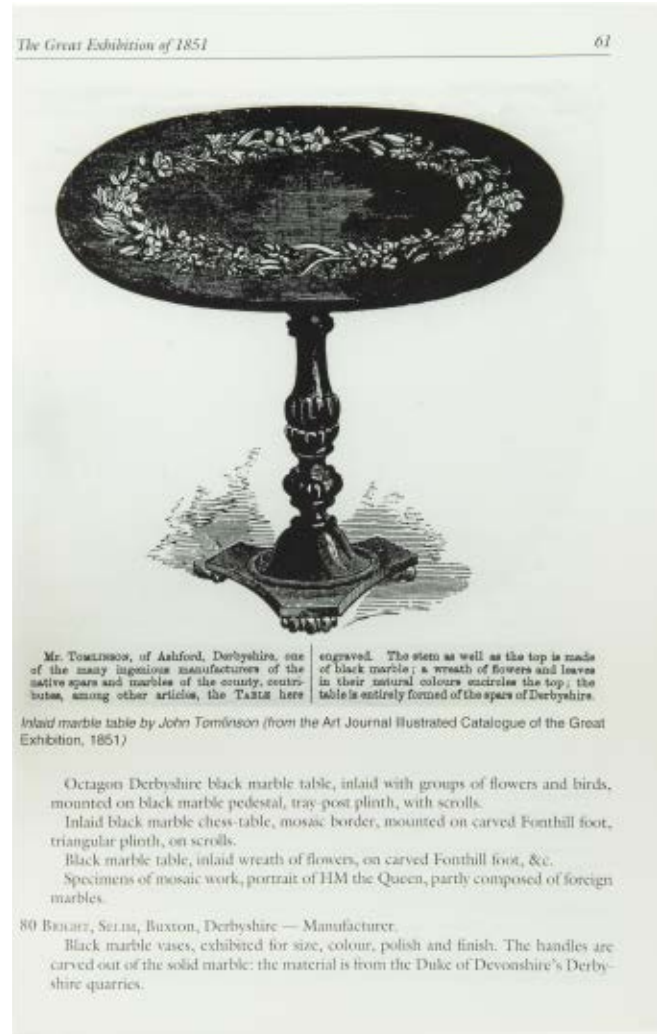 The Great Exhibition of 1851
61
Mr. TOMLINSON, of Ashford, Derbyshire, one
of the many ingenious manufacturers of the
native spars and marbles of the county, contri-
butes, among other articles, the TABLE here
engraved. The stem as well as the top is made
of black marble; a wreath of flowers and leaves
in their natural colours encircles the top; the
table is entirely formed of the spars of Derbyshire.
Inlaid marble table by John Tomlinson (from the Art Journal Illustrated Catalogue of the Great
Exhibition, 1851)
Octagon Derbyshire black marble table, inlaid with groups of flowers and birds,
mounted on black marble pedestal, tray-post plinth, with scrolls.
Inlaid black marble chess-table, mosaic border, mounted on carved Fonthill foot,
triangular plinth, on scrolls.
Black marble table, inlaid wreath of flowers, on carved Fonthill foot, &c.
Specimens of mosaic work, portrait of HM the Queen, partly composed of foreign
marbles.
80 BRIGHT, SELIM, Buxton, Derbyshire — Manufacturer.
Black marble vases, exhibited for size, colour, polish and finish. The handles are
carved out of the solid marble: the material is from the Duke of Devonshire's Derby-
shire quarries.